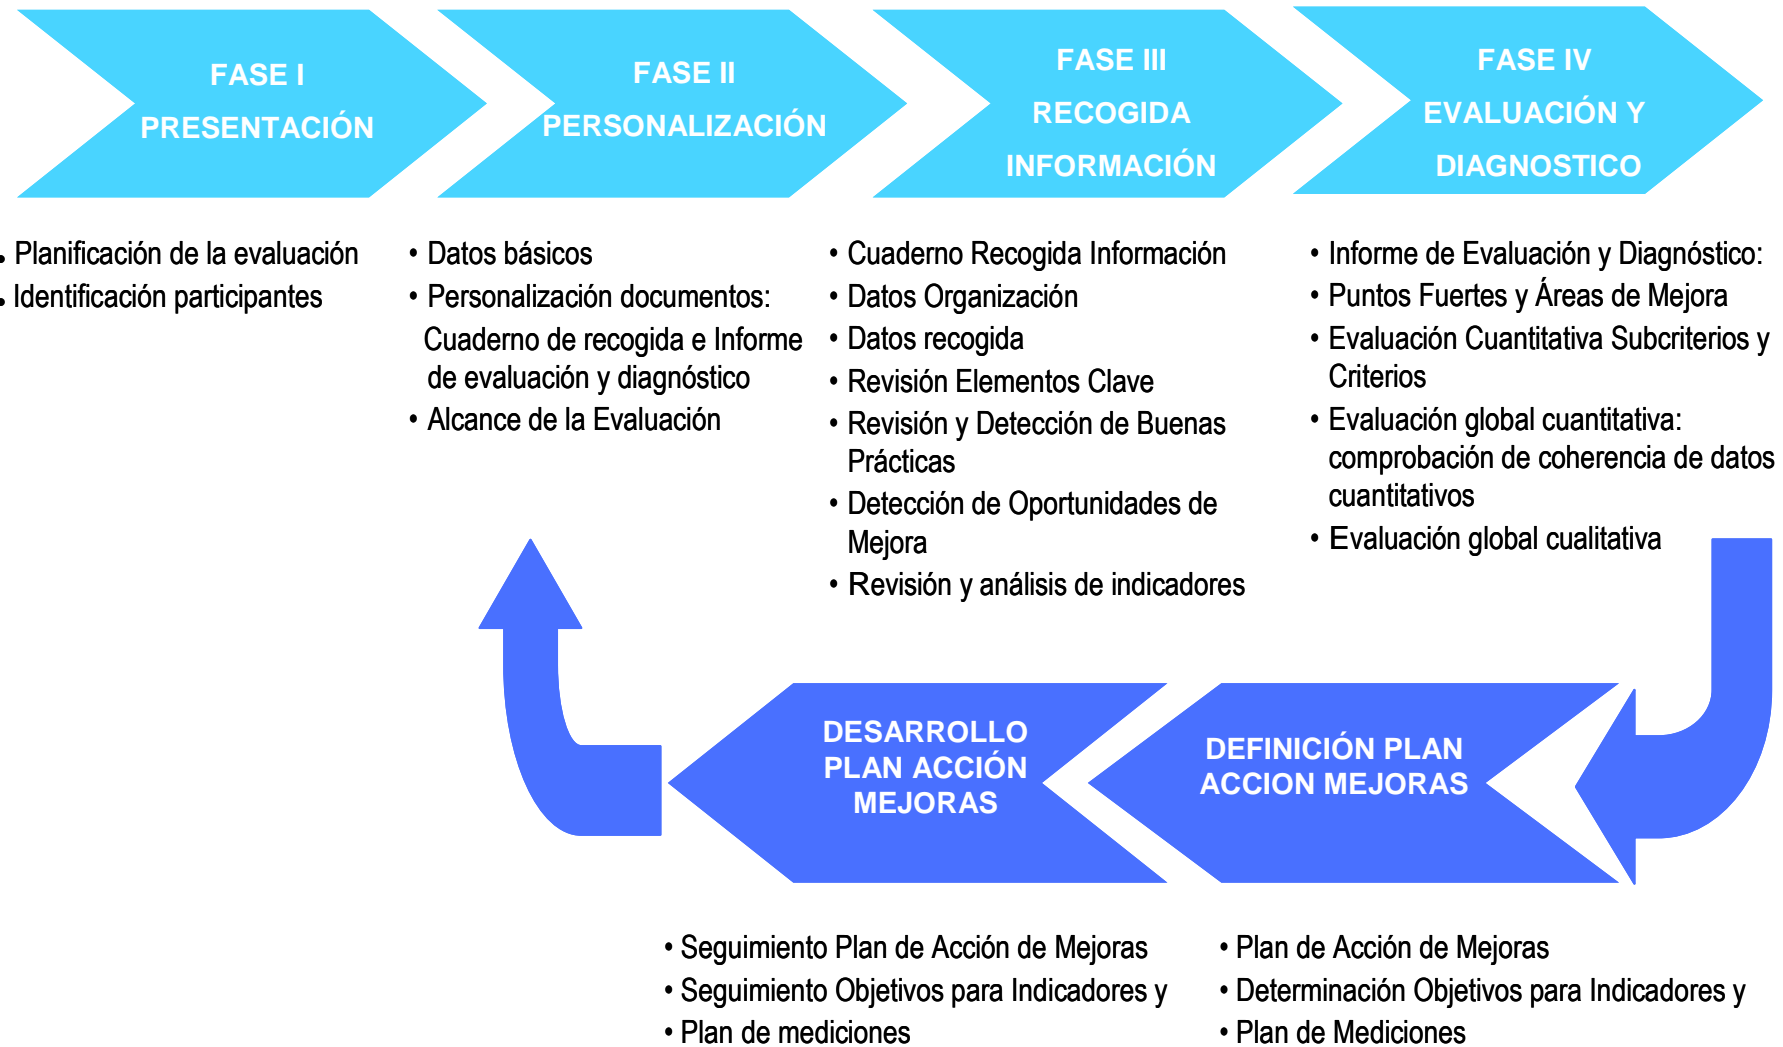 FASE I
PRESENTACIÓN
FASE II
PERSONALIZACIÓN
FASE III
RECOGIDA
INFORMACIÓN
FASE IV
EVALUACIÓN Y
DIAGNOSTICO
• Planificación de la evaluación
• Identificación participantes
• Datos básicos
• Personalización documentos:
Cuaderno de recogida e Informe
de evaluación y diagnóstico
• Alcance de la Evaluación
• Cuaderno Recogida Información
• Datos Organización
• Datos recogida
• Revisión Elementos Clave
• Revisión y Detección de Buenas
Prácticas
• Detección de Oportunidades de
Mejora
• Revisión y análisis de indicadores
• Informe de Evaluación y Diagnóstico:
• Puntos Fuertes y Áreas de Mejora
• Evaluación Cuantitativa Subcriterios y
Criterios
• Evaluación global cuantitativa:
comprobación de coherencia de datos
cuantitativos
• Evaluación global cualitativa
DESARROLLO
PLAN ACCIÓN
MEJORAS
DEFINICIÓN PLAN
ACCION MEJORAS
• Seguimiento Plan de Acción de Mejoras
• Seguimiento Objetivos para Indicadores y
• Plan de mediciones
• Plan de Acción de Mejoras
• Determinación Objetivos para Indicadores y
• Plan de Mediciones